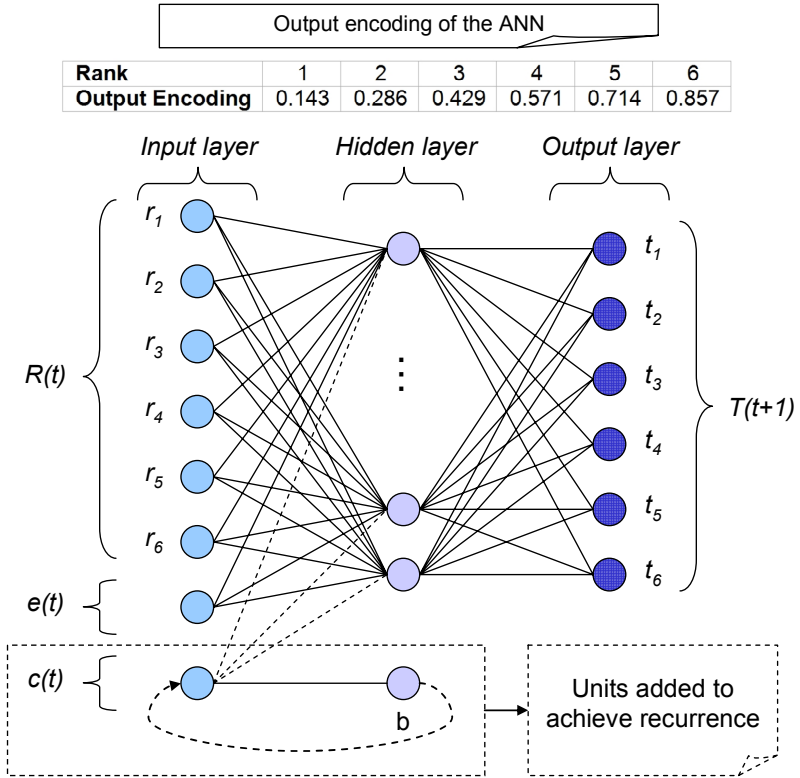 Output encoding of the ANN
Rank 1 2 3 4 5 6
Output Encoding 0.143 0.286 0.429 0.571 0.714 0.857
Input layer Hidden layer Output layer
r1
r2
r3
r4
r5
r6
R(t)
e(t)
c(t)
b
⋮
t1
t2
t3
t4
t5
t6
T(t+1)
Units added to
achieve recurrence